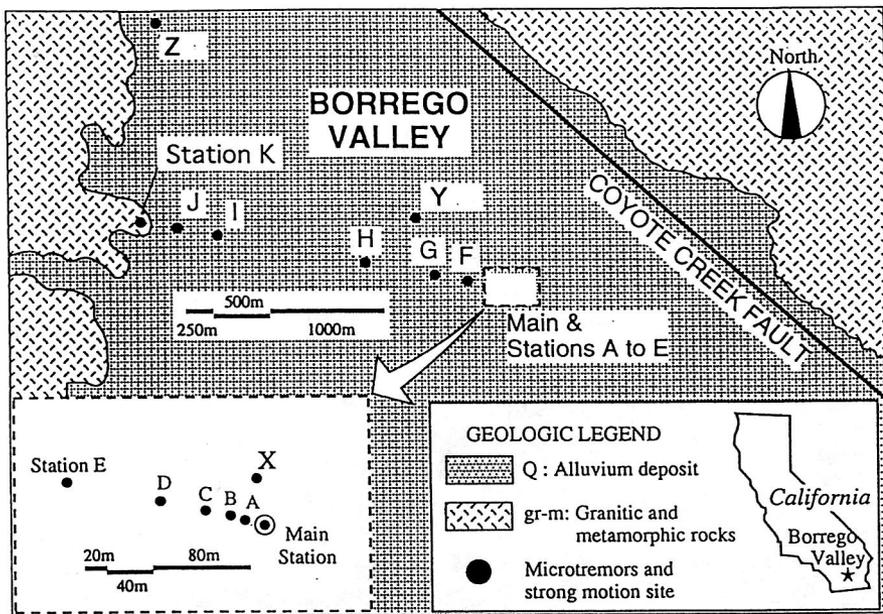 Z
North
BORREGO
VALLEY
Station K
J
I
Y
H
G
F
COYOTE CREEK FAULT
500m
250m
1000m
Main &
Stations A to E
Station E
D
C
B
A
X
Main
Station
20m
80m
40m
GEOLOGIC LEGEND
Q : Alluvium deposit
gr-m: Granitic and
metamorphic rocks
Microtremors and
strong motion site
California
Borrego
Valley